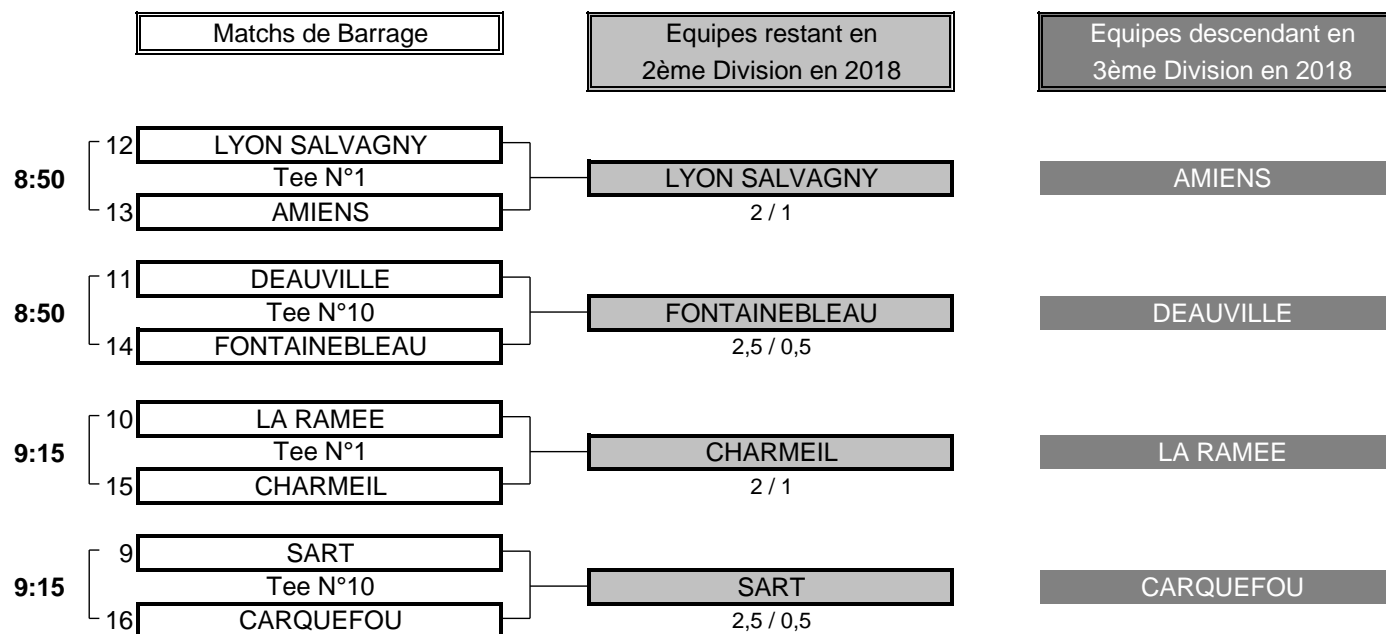 Matchs de Barrage
Equipes restant en
2ème Division en 2018
Equipes descendant en
3ème Division en 2018
12 LYON SALVAGNY
8:50 Tee N°1 LYON SALVAGNY AMIENS
13 AMIENS 2 / 1
11 DEAUVILLE
8:50 Tee N°10 FONTAINEBLEAU DEAUVILLE
14 FONTAINEBLEAU 2,5 / 0,5
10 LA RAMEE
9:15 Tee N°1 CHARMEIL LA RAMEE
15 CHARMEIL 2 / 1
9 SART
9:15 Tee N°10 SART CARQUEFOU
16 CARQUEFOU 2,5 / 0,5